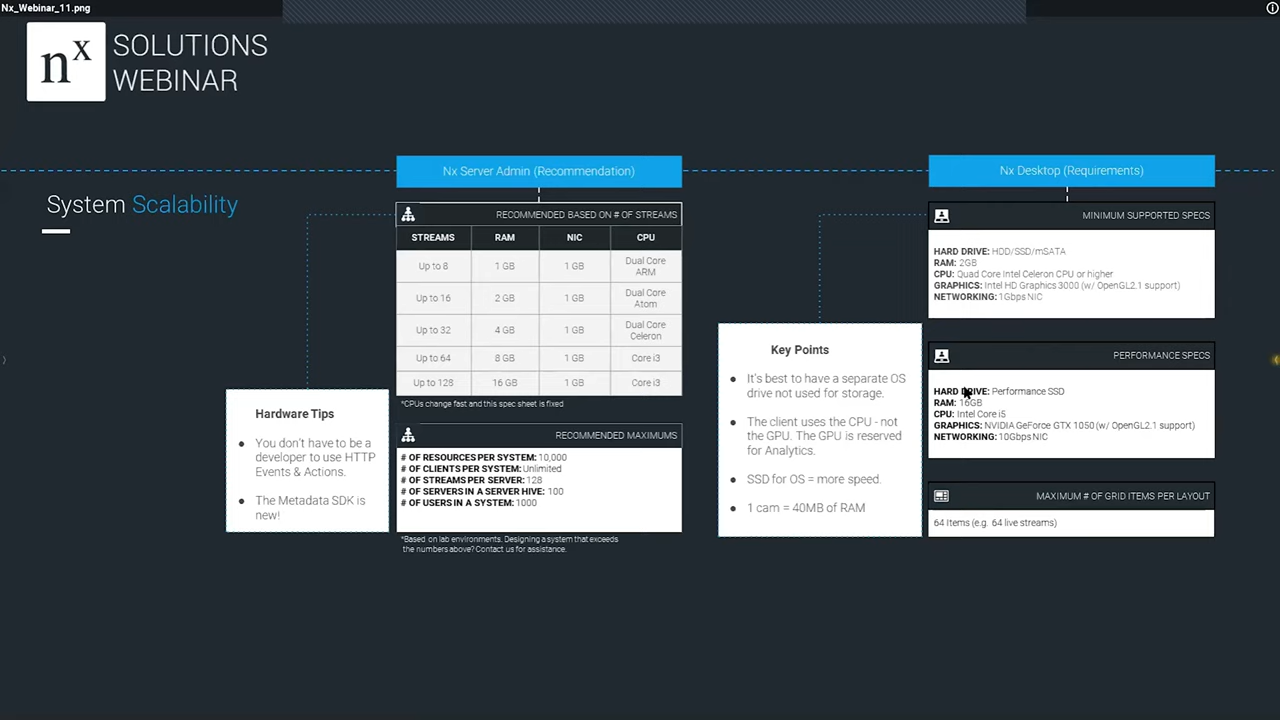 Nx_Webinar_11.png
nx SOLUTIONS
WEBINAR
System Scalability
Nx Server Admin (Recommendation)
RECOMMENDED BASED ON # OF STREAMS
STREAMS RAM NIC CPU
Up to 8 1 GB 1 GB Dual Core
ARM
Up to 16 2 GB 1 GB Dual Core
Atom
Up to 32 4 GB 1 GB Dual Core
Celeron
Up to 64 8 GB 1 GB Core i3
Up to 128 16 GB 1 GB Core i3
*CPUs change fast and this spec sheet is fixed
Hardware Tips
● You don't have to be a
developer to use HTTP
Events & Actions.
● The Metadata SDK is
new!
RECOMMENDED MAXIMUMS
# OF RESOURCES PER SYSTEM: 10,000
# OF CLIENTS PER SYSTEM: Unlimited
# OF STREAMS PER SERVER: 128
# OF SERVERS IN A SERVER HIVE: 100
# OF USERS IN A SYSTEM: 1000
*Based on lab environments. Designing a system that exceeds
the numbers above? Contact us for assistance.
Nx Desktop (Requirements)
MINIMUM SUPPORTED SPECS
HARD DRIVE: HDD/SSD/mSATA
RAM: 2GB
CPU: Quad Core Intel Celeron CPU or higher
GRAPHICS: Intel HD Graphics 3000 (w/ OpenGL2.1 support)
NETWORKING: 1Gbps NIC
Key Points
● It's best to have a separate OS
drive not used for storage.
● The client uses the CPU - not
the GPU. The GPU is reserved
for Analytics.
● SSD for OS = more speed.
● 1 cam = 40MB of RAM
PERFORMANCE SPECS
HARD DRIVE: Performance SSD
RAM: 16GB
CPU: Intel Core i5
GRAPHICS: NVIDIA GeForce GTX 1050 (w/ OpenGL2.1 support)
NETWORKING: 10Gbps NIC
MAXIMUM # OF GRID ITEMS PER LAYOUT
64 Items (e.g. 64 live streams)